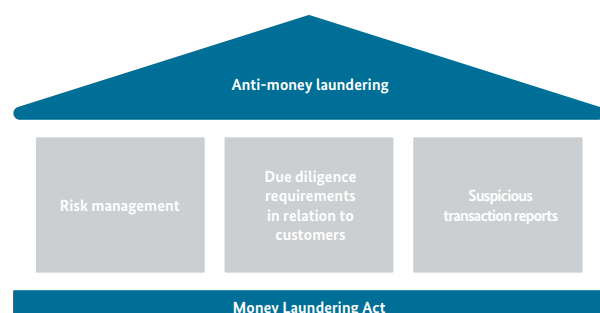 Anti-money laundering
Risk management
Due diligence
requirements
in relation to
customers
Suspicious
transaction reports
Money Laundering Act